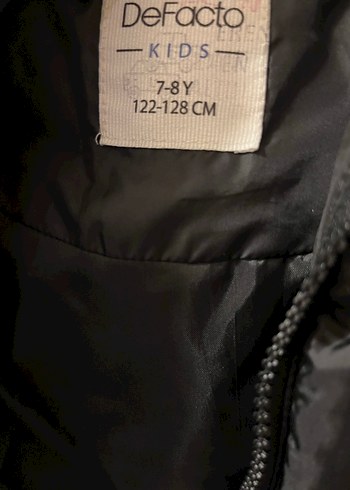 DeFacto
KIDS
7-8 Y
122-128 CM